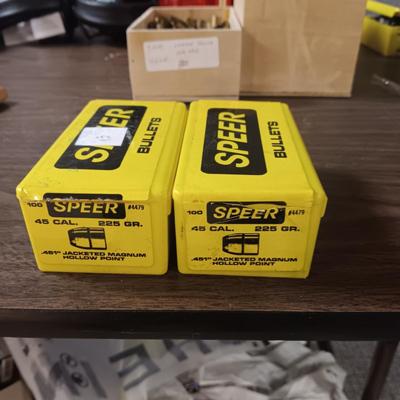 SPEER
BULLETS
100 SPEER #4479
45 CAL. 225 GR.
.451" JACKETED MAGNUM
HOLLOW POINT
SPEER
BULLETS
100 SPEER #4479
45 CAL. 225 GR.
.451" JACKETED MAGNUM
HOLLOW POINT